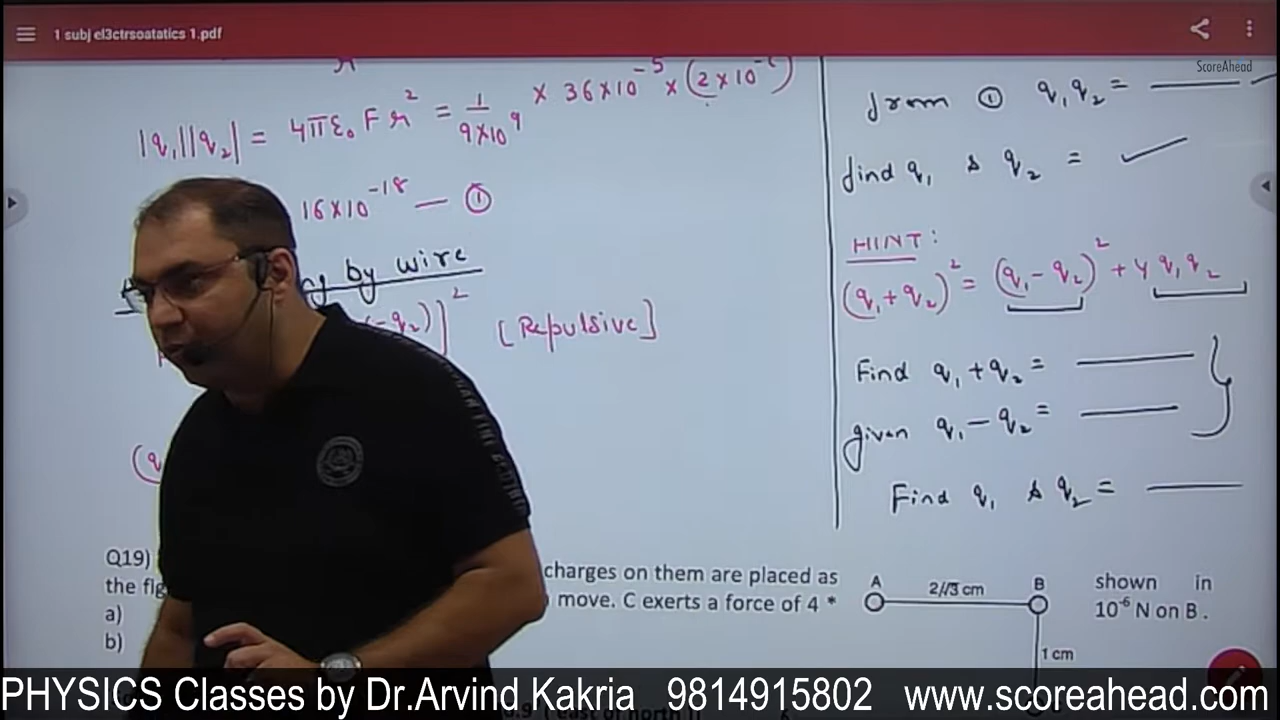 1 subj el3ctrsoatatics 1.pdf
ScoreAhead
|q₁||q₂| = 4πε₀ F r² = 1/9×10⁹ × 36×10⁻⁵ × (2×10⁻
16×10⁻¹⁸ — ①
by wire
-q₂)]² [Repulsive]
(q
from ① q₁q₂ =
find q₁ & q₂ = ✓
HINT:
(q₁+q₂)² = (q₁-q₂)² + 4q₁q₂
Find q₁+q₂ =
given q₁-q₂ =
Find q₁ & q₂ =
Q19) charges on them are placed as shown in
the fig move. C exerts a force of 4 * 10⁻⁶ N on B .
a)
b)
A 2/√3 cm B
1 cm
PHYSICS Classes by Dr.Arvind Kakria 9814915802 www.scoreahead.com